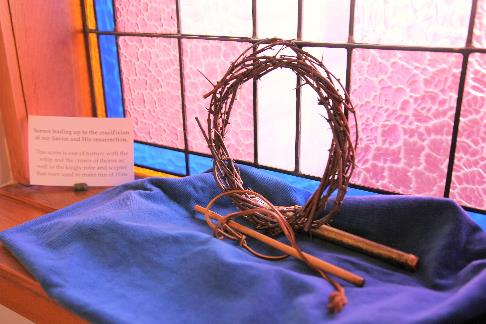 Scenes leading up to the crucifixion
of our Savior and His
resurrection.
This scene is one of torture with the
whip and the crown of thorns as
well as the kingly robe and scepter
that were used to make fun of Him.